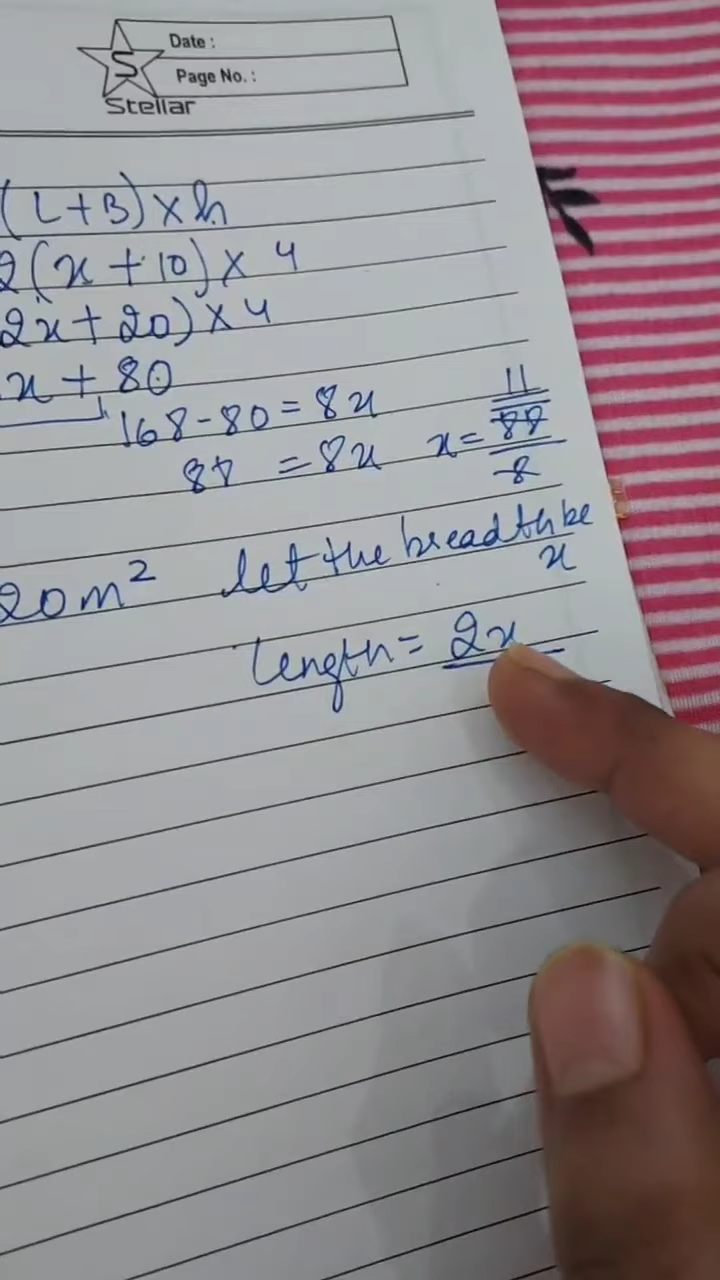 Date :
S
Page No. :
Stellar
(L+B)×h
2(x+10)×4
2x+20)×4
x+80
168-80=8x
11
88
8
x=
88 =8x
20m² let the breadth be
x
length= 2x